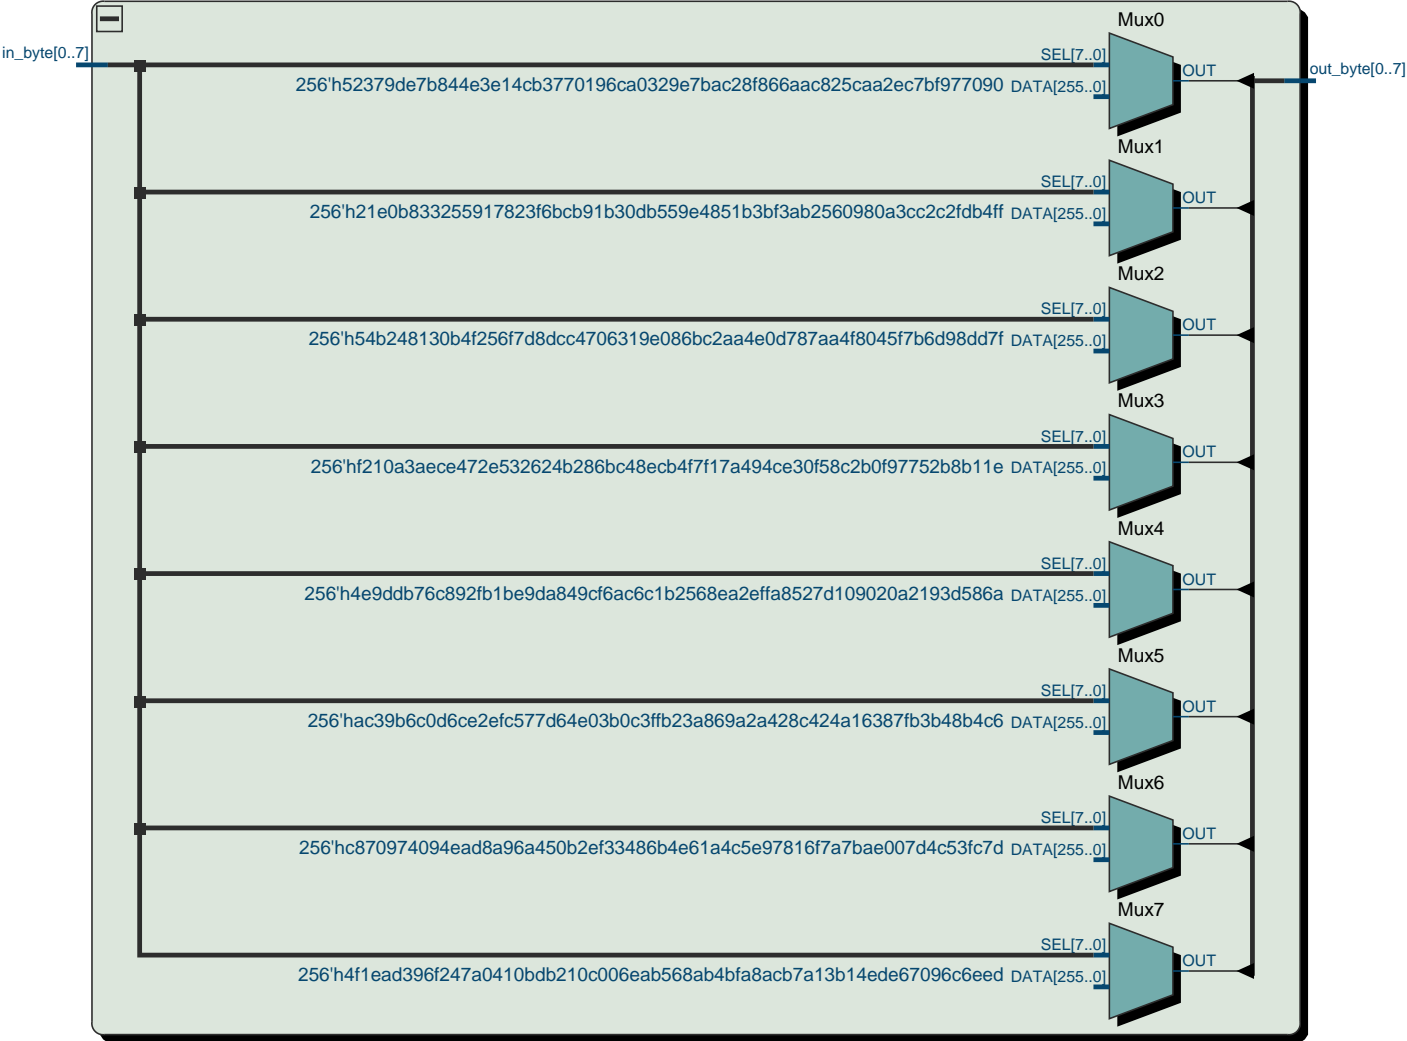 Mux0
in_byte[0..7]
SEL[7..0]
OUT
out_byte[0..7]
256'h52379de7b844e3e14cb3770196ca0329e7bac28f866aac825caa2ec7bf977090 DATA[255..0]
Mux1
SEL[7..0]
OUT
256'h21e0b833255917823f6bcb91b30db559e4851b3bf3ab2560980a3cc2c2fdb4ff DATA[255..0]
Mux2
SEL[7..0]
OUT
256'h54b248130b4f256f7d8dcc4706319e086bc2aa4e0d787aa4f8045f7b6d98dd7f DATA[255..0]
Mux3
SEL[7..0]
OUT
256'hf210a3aece472e532624b286bc48ecb4f7f17a494ce30f58c2b0f97752b8b11e DATA[255..0]
Mux4
SEL[7..0]
OUT
256'h4e9ddb76c892fb1be9da849cf6ac6c1b2568ea2effa8527d109020a2193d586a DATA[255..0]
Mux5
SEL[7..0]
OUT
256'hac39b6c0d6ce2efc577d64e03b0c3ffb23a869a2a428c424a16387fb3b48b4c6 DATA[255..0]
Mux6
SEL[7..0]
OUT
256'hc870974094ead8a96a450b2ef33486b4e61a4c5e97816f7a7bae007d4c53fc7d DATA[255..0]
Mux7
SEL[7..0]
OUT
256'h4f1ead396f247a0410bdb210c006eab568ab4bfa8acb7a13b14ede67096c6eed DATA[255..0]